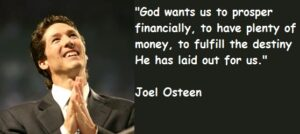 "God wants us to prosper
financially, to have plenty of
money, to fulfill the destiny
He has laid out for us."
Joel Osteen